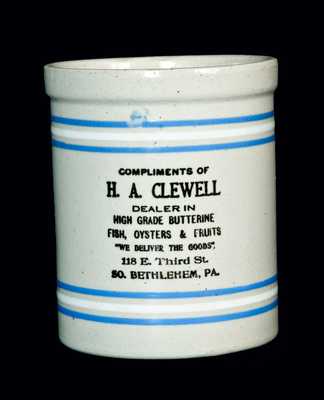 COMPLIMENTS OF
H. A. CLEWELL
DEALER IN
HIGH GRADE BUTTERINE
FISH, OYSTERS & FRUITS
"WE DELIVER THE GOODS".
118 E. Third St.
SO. BETHLEHEM, PA.